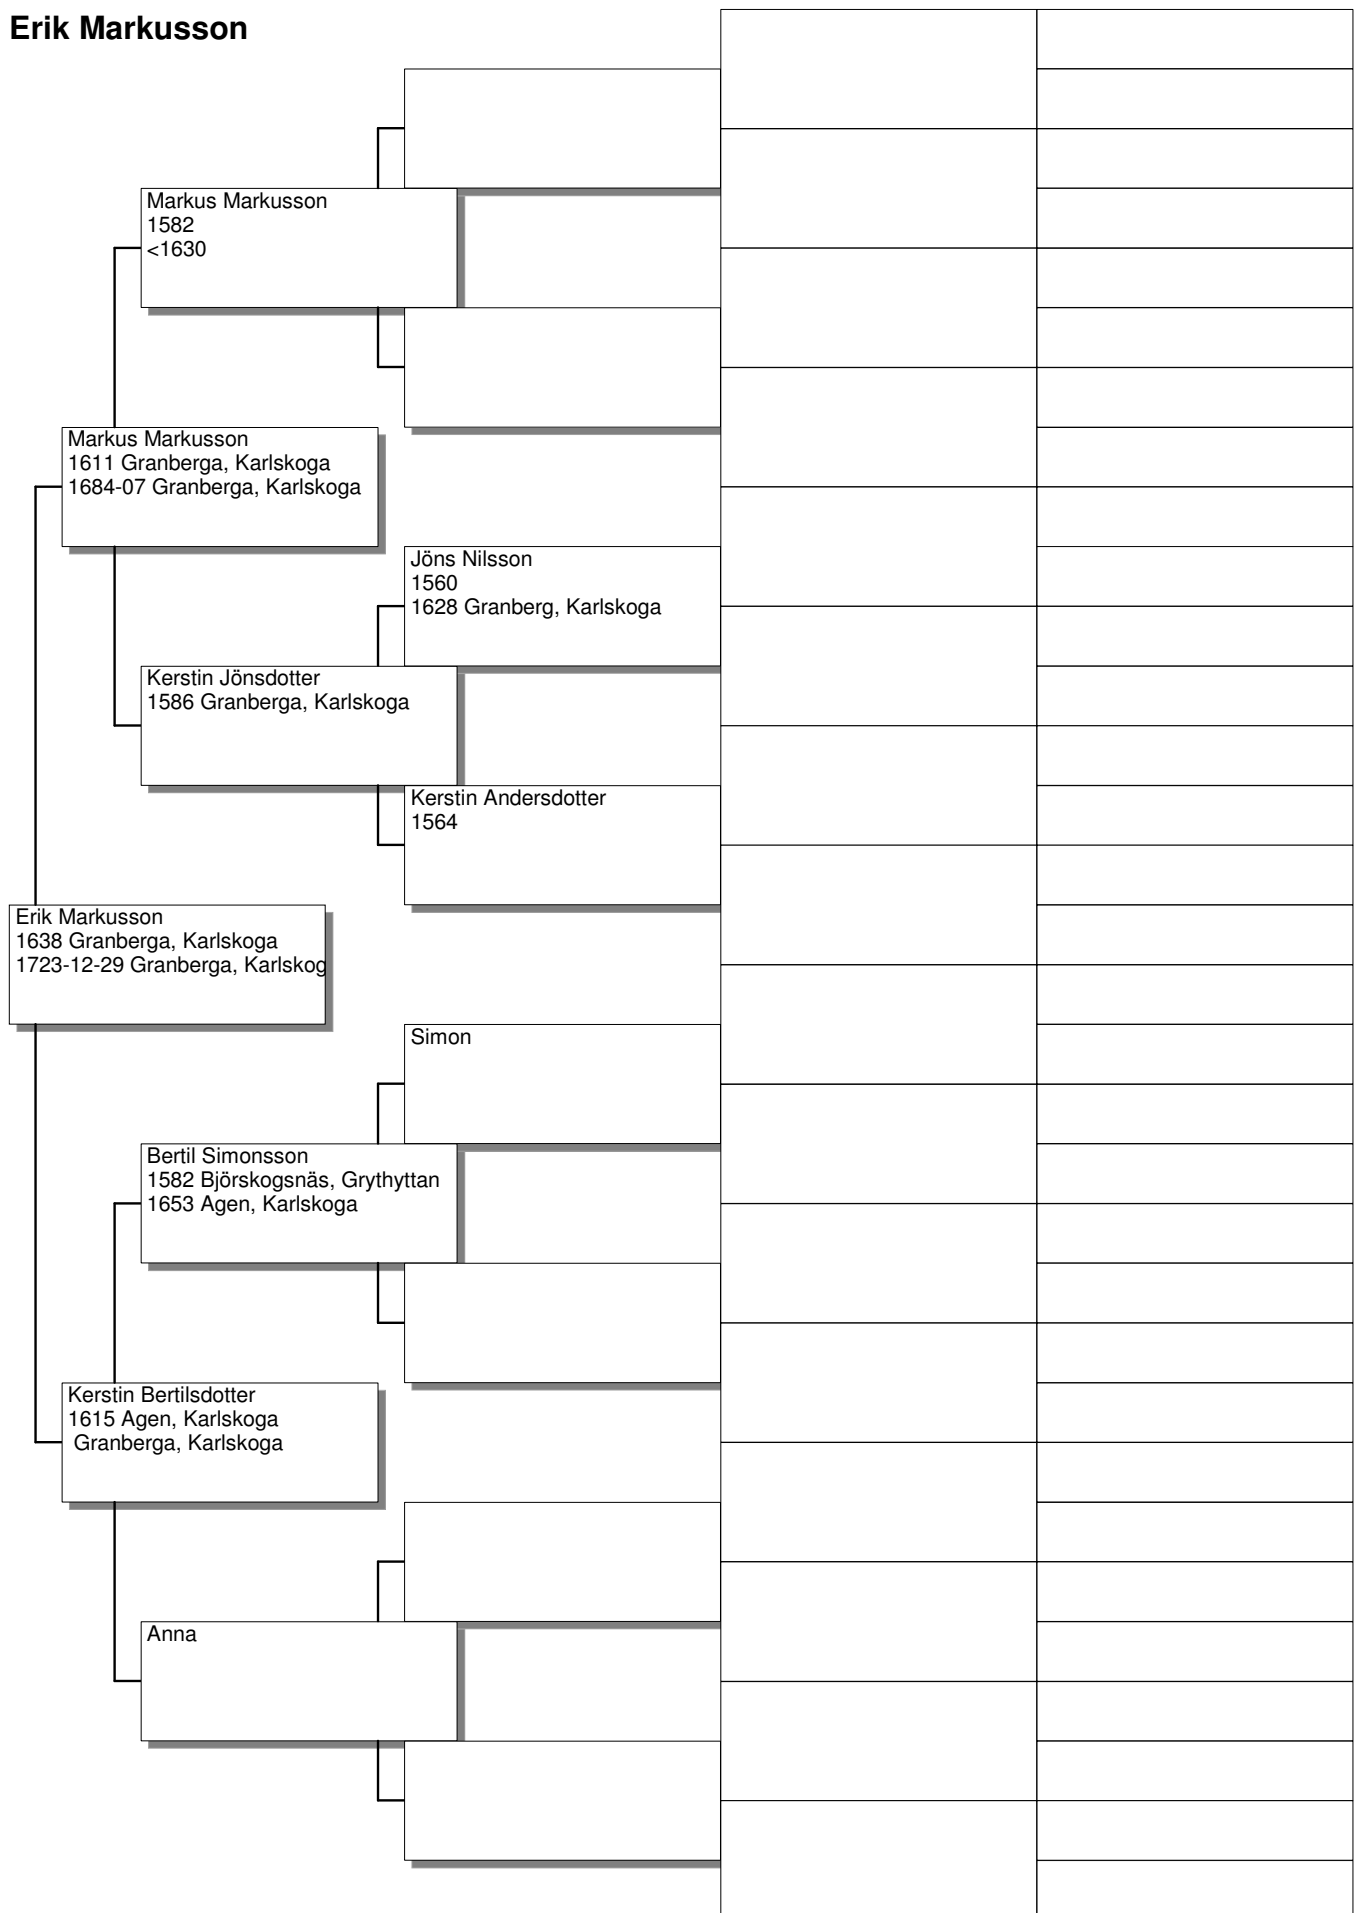 Erik Markusson
Markus Markusson
1582
<1630
Markus Markusson
1611 Granberga, Karlskoga
1684-07 Granberga, Karlskoga
Jöns Nilsson
1560
1628 Granberg, Karlskoga
Kerstin Jönsdotter
1586 Granberga, Karlskoga
Kerstin Andersdotter
1564
Erik Markusson
1638 Granberga, Karlskoga
1723-12-29 Granberga, Karlskog
Simon
Bertil Simonsson
1582 Björskogsnäs, Grythyttan
1653 Agen, Karlskoga
Kerstin Bertilsdotter
1615 Agen, Karlskoga
Granberga, Karlskoga
Anna